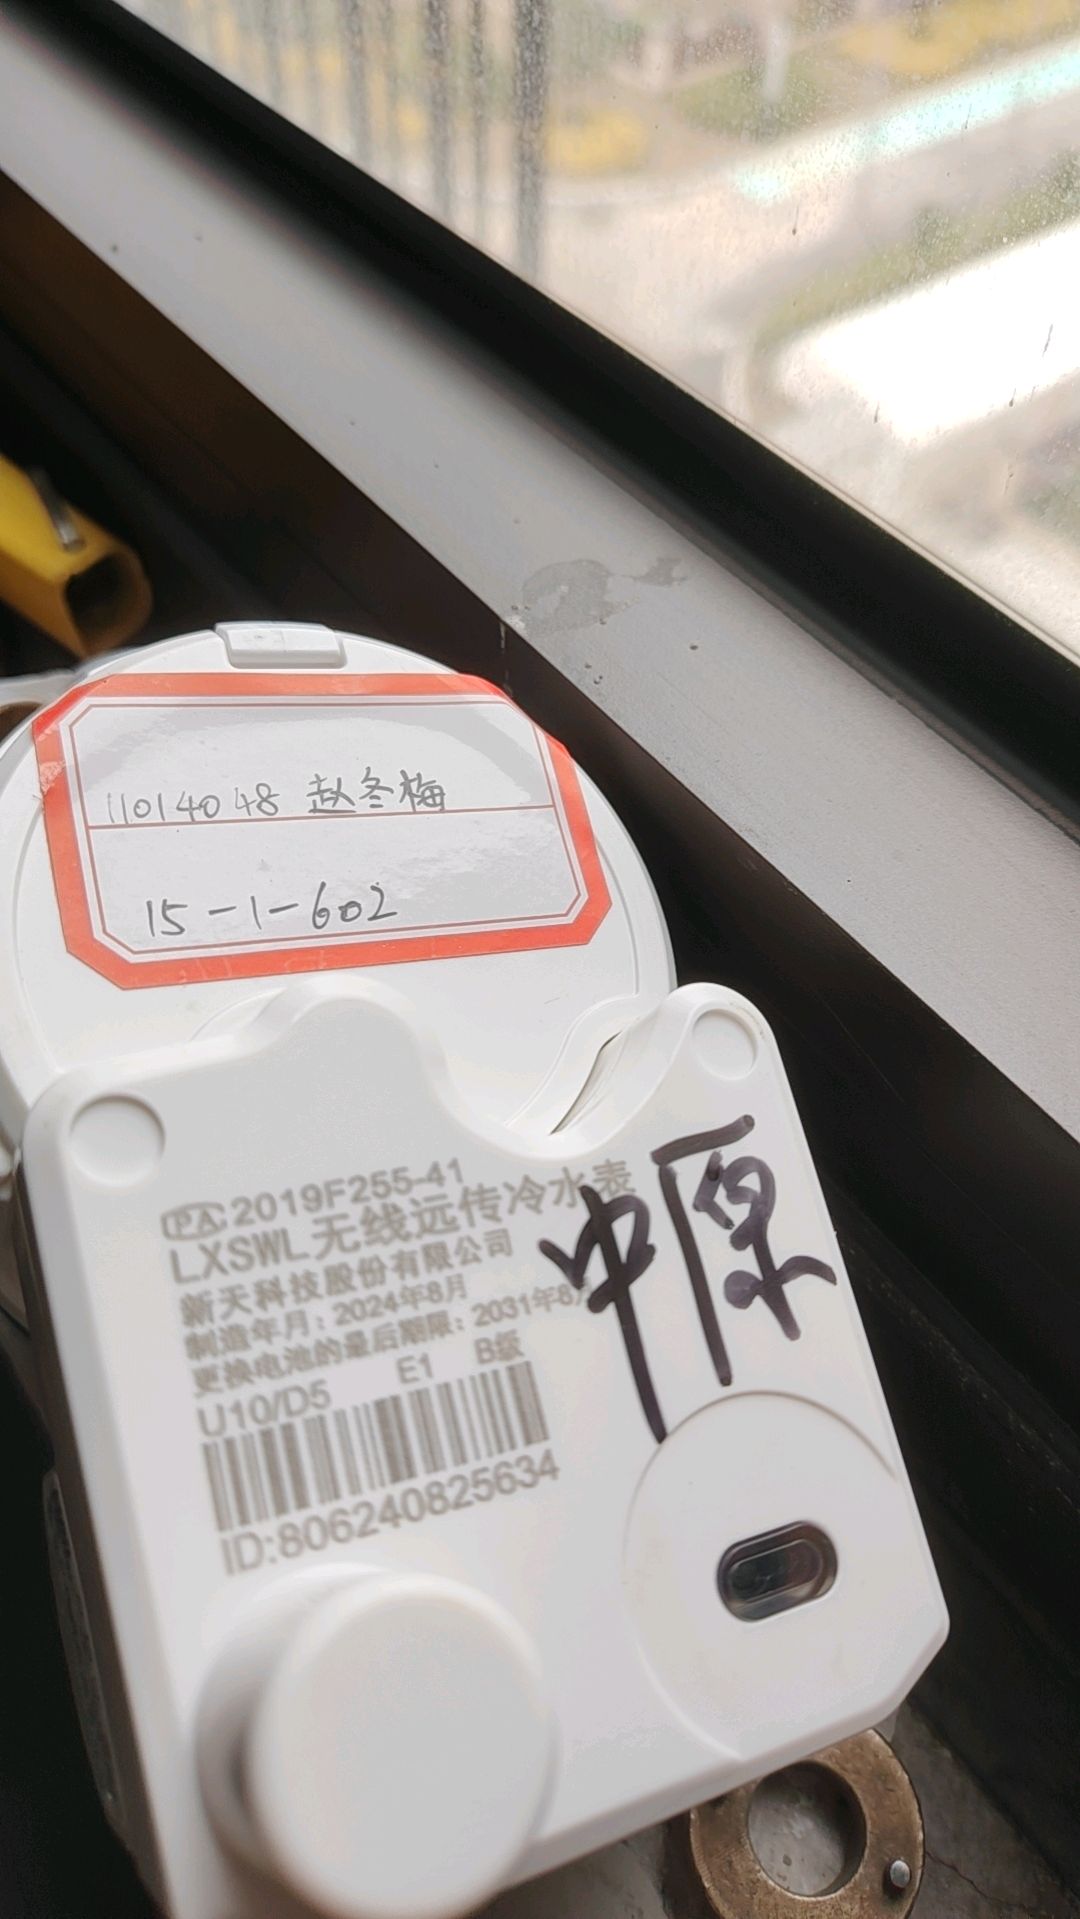 11014048 赵冬梅
15-1-602
PA 2019F255-41
LXSWL无线远传冷水表
新天科技股份有限公司
制造年月：2024年8月
更换电池的最后期限：2031年8月
U10/D5 E1 B级
ID:806240825634
中原